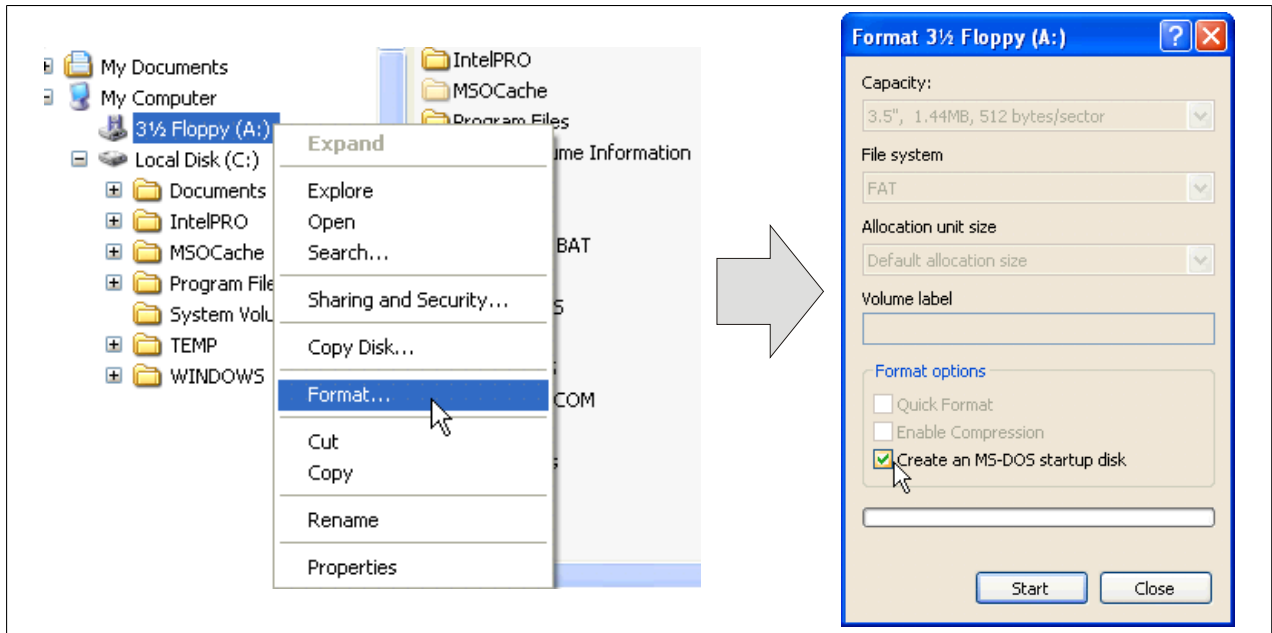 My Documents
My Computer
3½ Floppy (A:)
Local Disk (C:)
Documents
IntelPRO
MSOCache
Program File
System Volu
TEMP
WINDOWS
IntelPRO
MSOCache
Program Files
ume Information
BAT
S
COM
Expand
Explore
Open
Search...
Sharing and Security...
Copy Disk...
Format...
Cut
Copy
Rename
Properties
Format 3½ Floppy (A:)
Capacity:
3.5", 1.44MB, 512 bytes/sector
File system
FAT
Allocation unit size
Default allocation size
Volume label
Format options
Quick Format
Enable Compression
Create an MS-DOS startup disk
Start Close